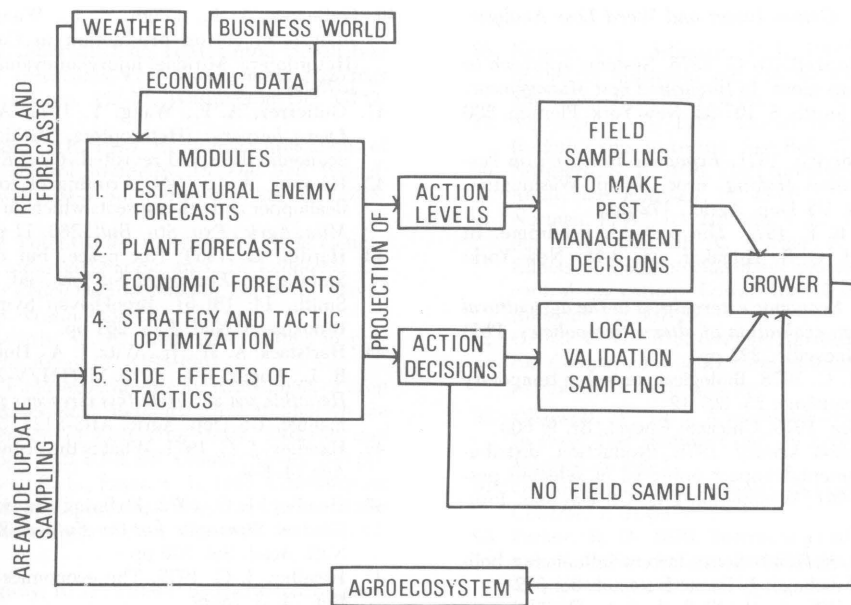 WEATHER
BUSINESS WORLD
ECONOMIC DATA
RECORDS AND
FORECASTS
MODULES
1. PEST-NATURAL ENEMY
FORECASTS
2. PLANT FORECASTS
3. ECONOMIC FORECASTS
4. STRATEGY AND TACTIC
OPTIMIZATION
5. SIDE EFFECTS OF
TACTICS
PROJECTION OF
ACTION
LEVELS
FIELD
SAMPLING
TO MAKE
PEST
MANAGEMENT
DECISIONS
GROWER
ACTION
DECISIONS
LOCAL
VALIDATION
SAMPLING
NO FIELD SAMPLING
AREAWIDE UPDATE
SAMPLING
AGROECOSYSTEM